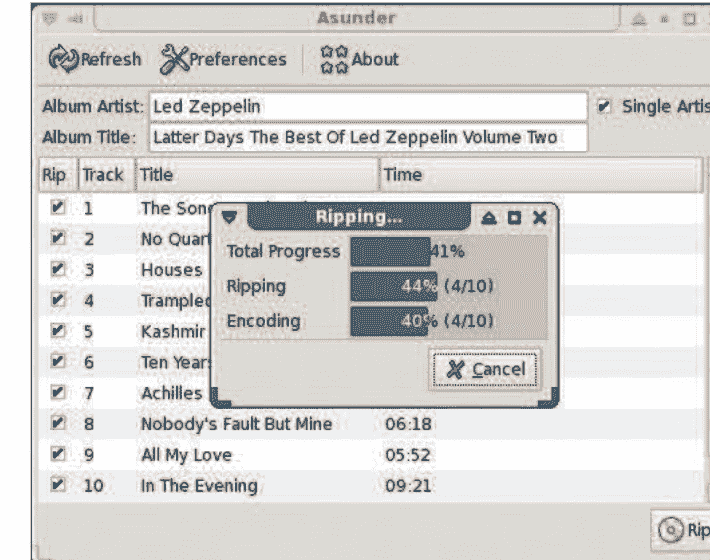 Asunder
Refresh Preferences About
Album Artist: Led Zeppelin Single Artis
Album Title: Latter Days The Best Of Led Zeppelin Volume Two
Rip Track Title Time
1 The Song
2 No Quart
Ripping...
3 Houses
Total Progress 41%
4 Trampled
Ripping 44% (4/10)
5 Kashmir
Encoding 40% (4/10)
6 Ten Years
7 Achilles
Cancel
8 Nobody's Fault But Mine 06:18
9 All My Love 05:52
10 In The Evening 09:21
Rip